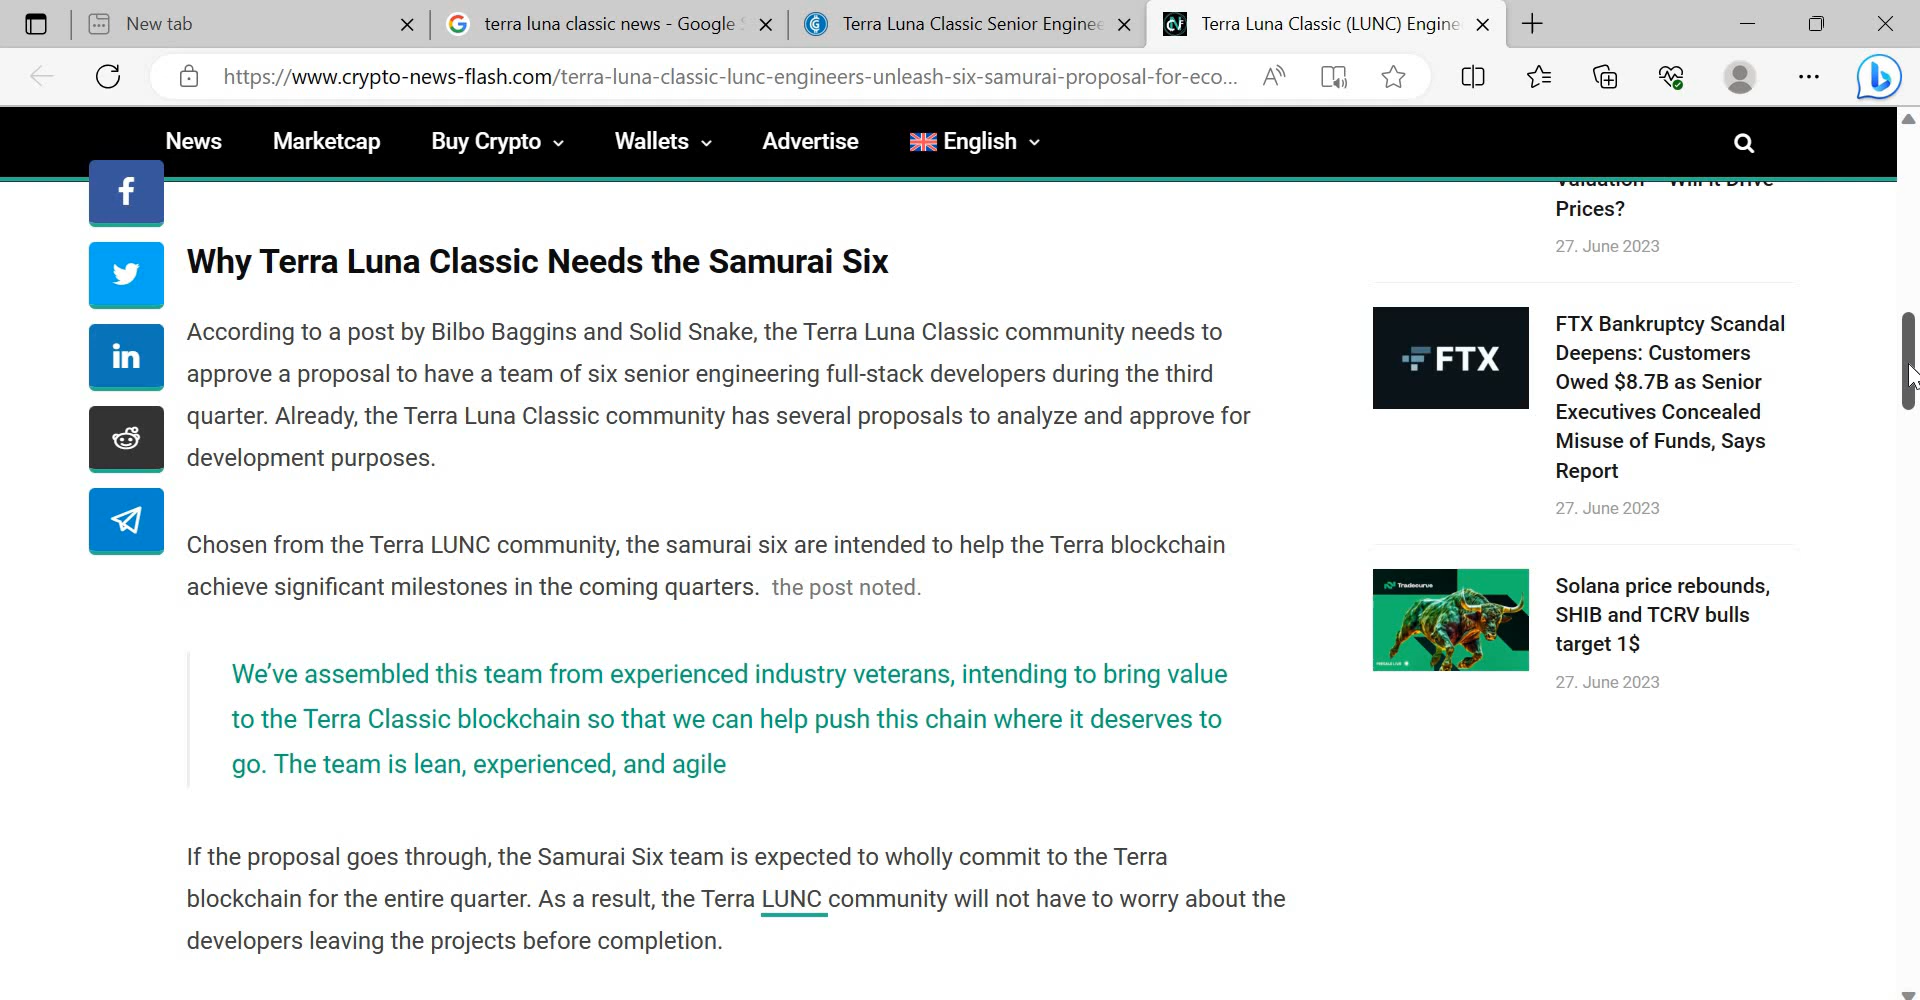 New tab
terra luna classic news - Google
Terra Luna Classic Senior Enginee
Terra Luna Classic (LUNC) Engine
https://www.crypto-news-flash.com/terra-luna-classic-lunc-engineers-unleash-six-samurai-proposal-for-eco...
News
Marketcap
Buy Crypto
Wallets
Advertise
English
Prices?
27. June 2023
Why Terra Luna Classic Needs the Samurai Six
According to a post by Bilbo Baggins and Solid Snake, the Terra Luna Classic community needs to
approve a proposal to have a team of six senior engineering full-stack developers during the third
quarter. Already, the Terra Luna Classic community has several proposals to analyze and approve for
development purposes.
Chosen from the Terra LUNC community, the samurai six are intended to help the Terra blockchain
achieve significant milestones in the coming quarters. the post noted.
We’ve assembled this team from experienced industry veterans, intending to bring value
to the Terra Classic blockchain so that we can help push this chain where it deserves to
go. The team is lean, experienced, and agile
If the proposal goes through, the Samurai Six team is expected to wholly commit to the Terra
blockchain for the entire quarter. As a result, the Terra LUNC community will not have to worry about the
developers leaving the projects before completion.
FTX
FTX Bankruptcy Scandal
Deepens: Customers
Owed $8.7B as Senior
Executives Concealed
Misuse of Funds, Says
Report
27. June 2023
Tradecurve
Solana price rebounds,
SHIB and TCRV bulls
target 1$
27. June 2023